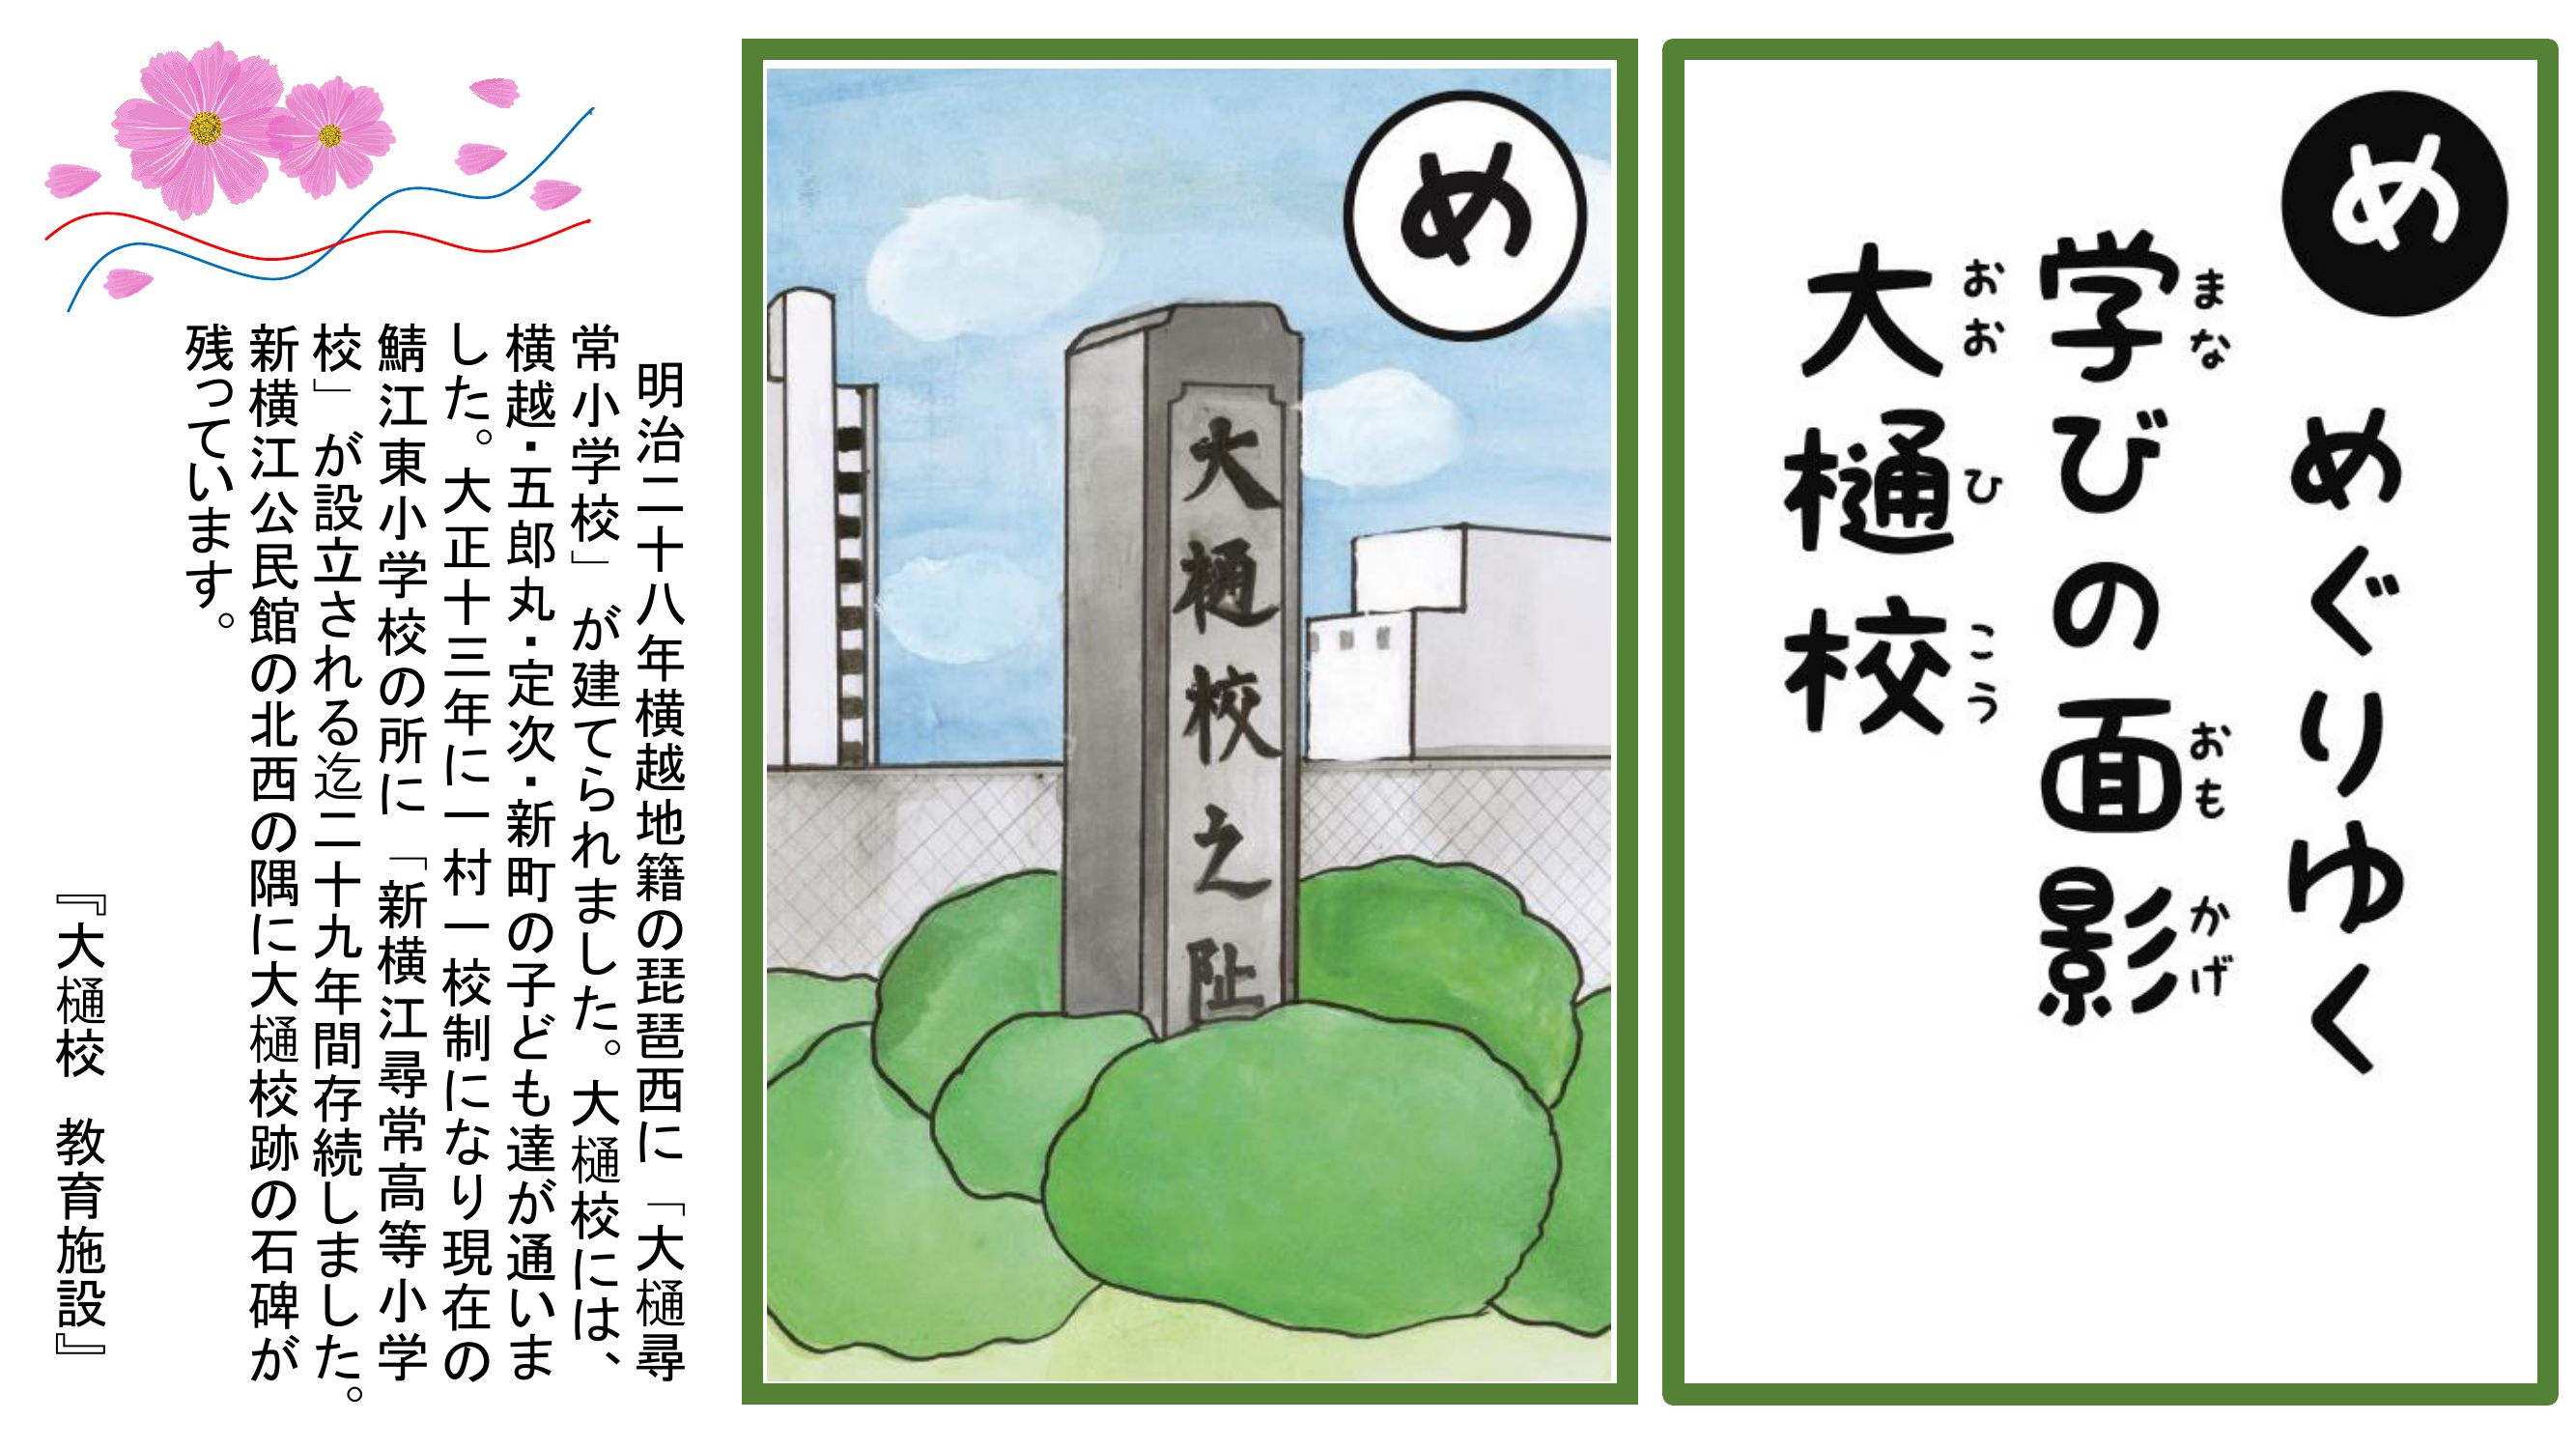 め
めぐりゆく
学びの面影
まな
おもかげ
大樋校
おおひこう
め
大樋校之阯
明治二十八年横越地籍の琵琶西に「大樋尋
常小学校」が建てられました。大樋校には、
横越・五郎丸・定次・新町の子ども達が通いま
した。大正十三年に一村一校制になり現在の
鯖江東小学校の所に「新横江尋常高等小学
校」が設立される迄二十九年間存続しました。
新横江公民館の北西の隅に大樋校跡の石碑が
残っています。
『大樋校 教育施設』